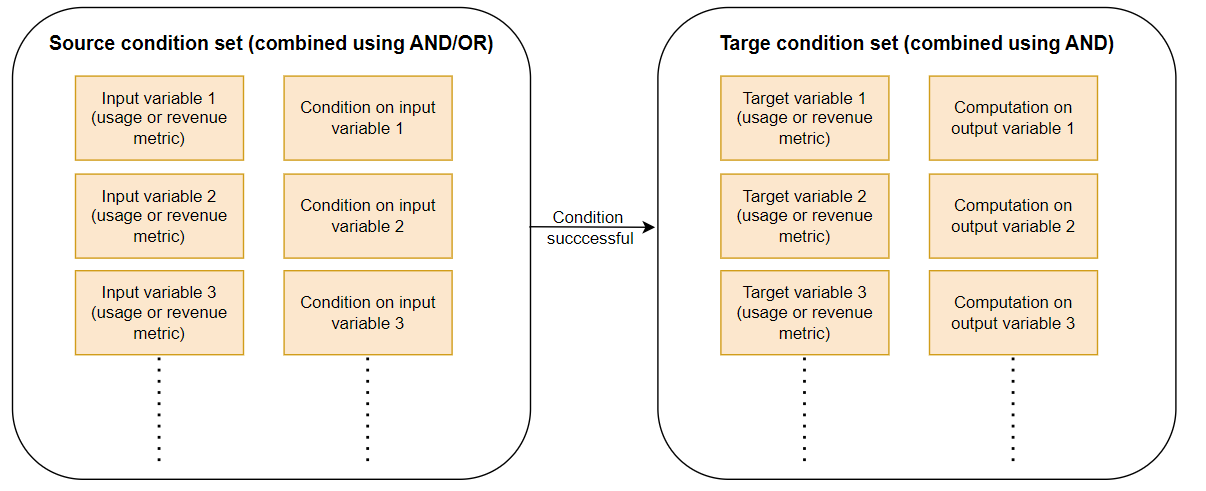 Source condition set (combined using AND/OR)
Input variable 1
(usage or revenue
metric)
Condition on input
variable 1
Input variable 2
(usage or revenue
metric)
Condition on input
variable 2
Input variable 3
(usage or revenue
metric)
Condition on input
variable 3
Condition
succcessful
Targe condition set (combined using AND)
Target variable 1
(usage or revenue
metric)
Computation on
output variable 1
Target variable 2
(usage or revenue
metric)
Computation on
output variable 2
Target variable 3
(usage or revenue
metric)
Computation on
output variable 3